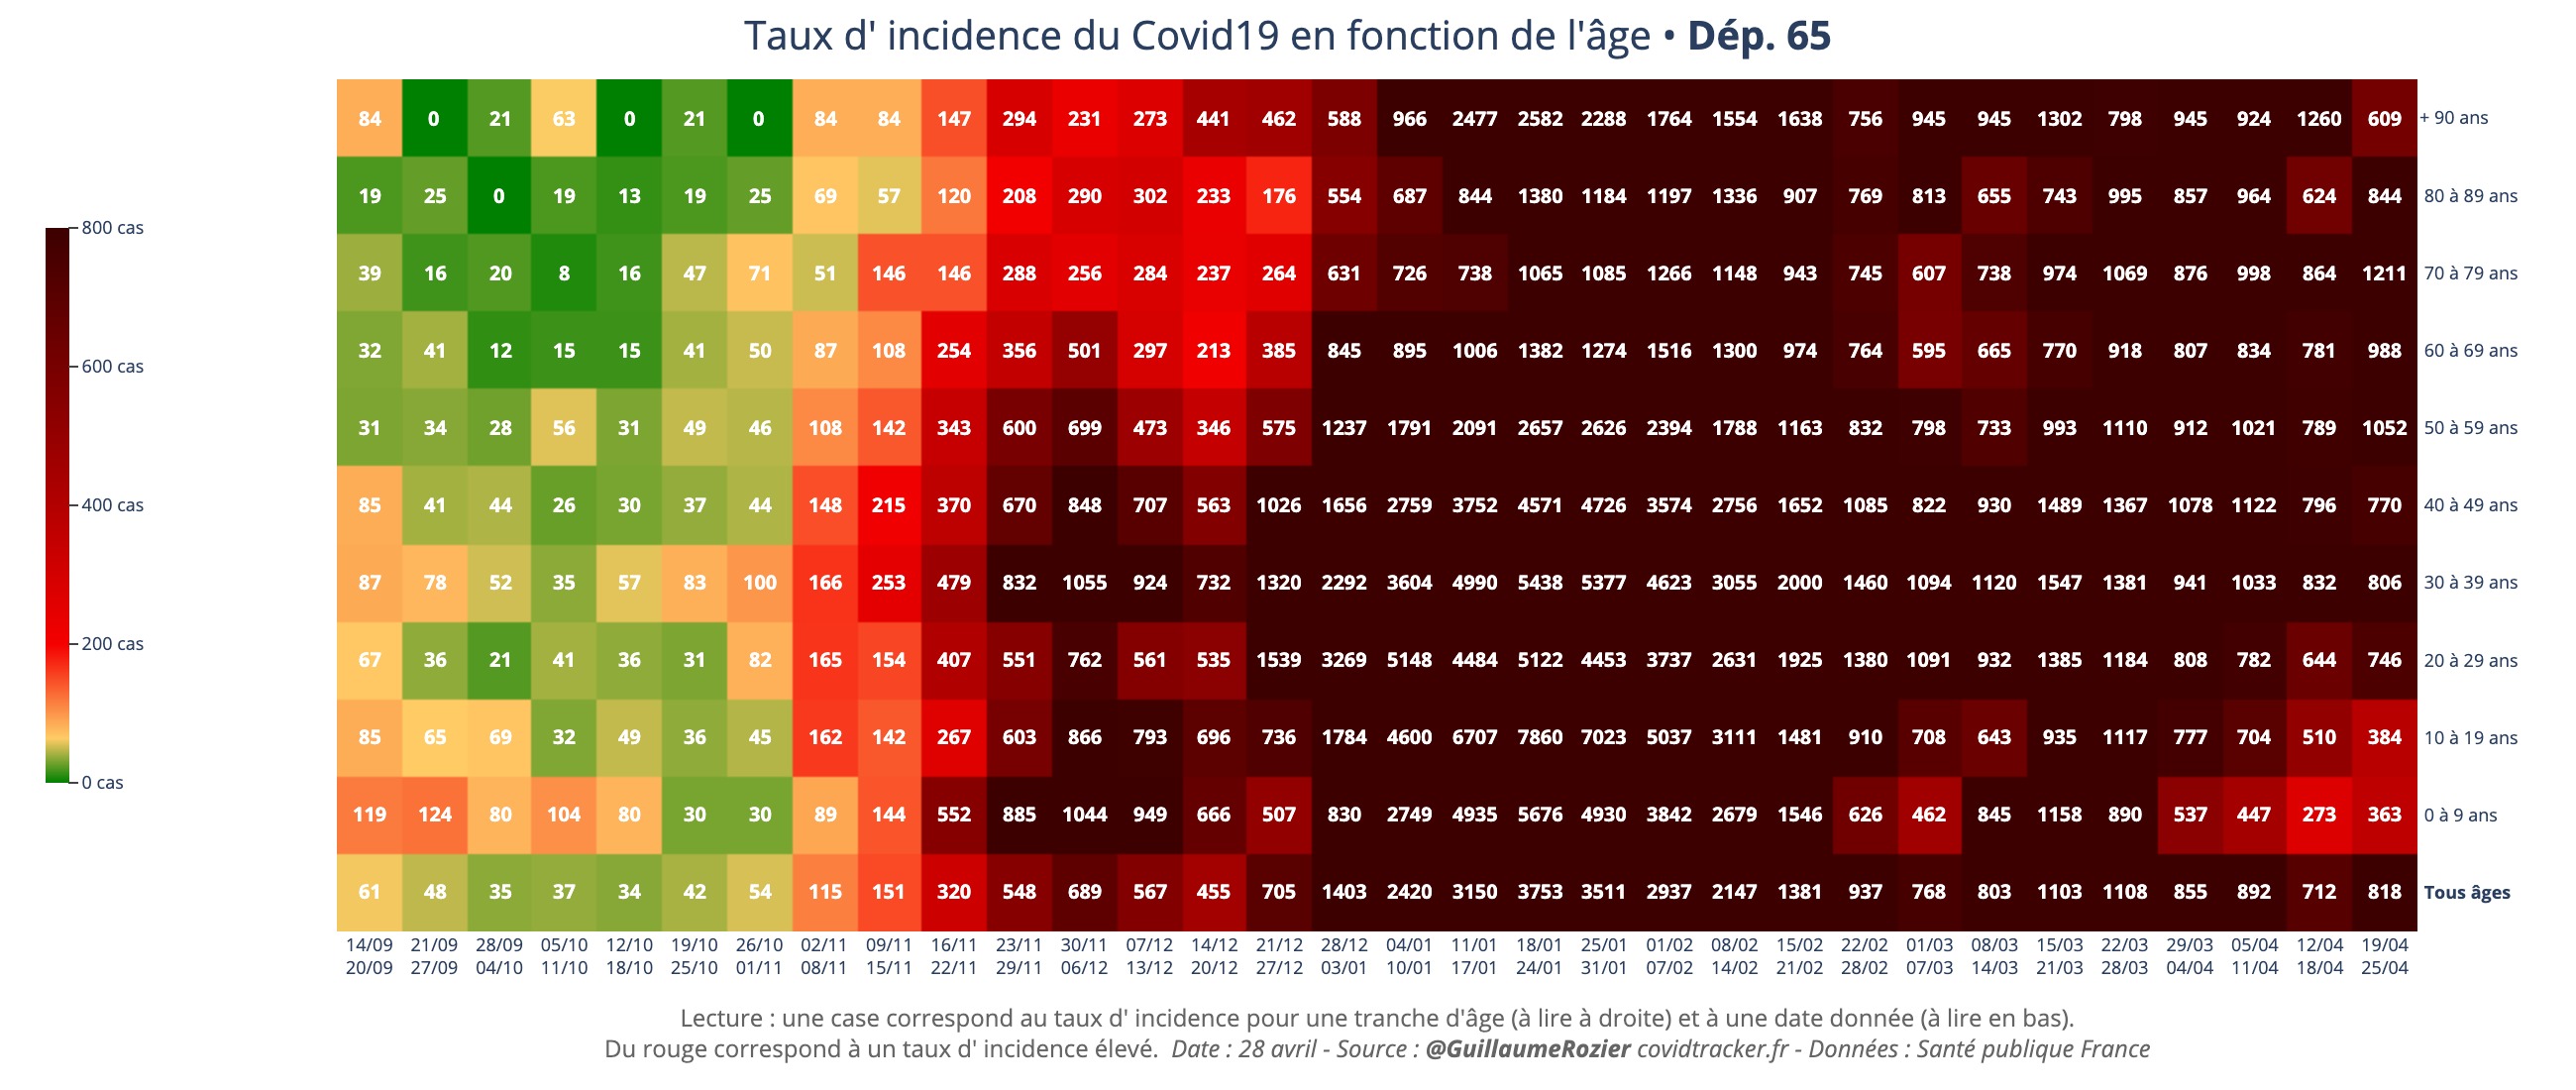 Taux d' incidence du Covid19 en fonction de l'âge • Dép. 65
84 0 21 63 0 21 0 84 84 147 294 231 273 441 462 588 966 2477 2582 2288 1764 1554 1638 756 945 945 1302 798 945 924 1260 609 + 90 ans
19 25 0 19 13 19 25 69 57 120 208 290 302 233 176 554 687 844 1380 1184 1197 1336 907 769 813 655 743 995 857 964 624 844 80 à 89 ans
39 16 20 8 16 47 71 51 146 146 288 256 284 237 264 631 726 738 1065 1085 1266 1148 943 745 607 738 974 1069 876 998 864 1211 70 à 79 ans
32 41 12 15 15 41 50 87 108 254 356 501 297 213 385 845 895 1006 1382 1274 1516 1300 974 764 595 665 770 918 807 834 781 988 60 à 69 ans
31 34 28 56 31 49 46 108 142 343 600 699 473 346 575 1237 1791 2091 2657 2626 2394 1788 1163 832 798 733 993 1110 912 1021 789 1052 50 à 59 ans
85 41 44 26 30 37 44 148 215 370 670 848 707 563 1026 1656 2759 3752 4571 4726 3574 2756 1652 1085 822 930 1489 1367 1078 1122 796 770 40 à 49 ans
87 78 52 35 57 83 100 166 253 479 832 1055 924 732 1320 2292 3604 4990 5438 5377 4623 3055 2000 1460 1094 1120 1547 1381 941 1033 832 806 30 à 39 ans
67 36 21 41 36 31 82 165 154 407 551 762 561 535 1539 3269 5148 4484 5122 4453 3737 2631 1925 1380 1091 932 1385 1184 808 782 644 746 20 à 29 ans
85 65 69 32 49 36 45 162 142 267 603 866 793 696 736 1784 4600 6707 7860 7023 5037 3111 1481 910 708 643 935 1117 777 704 510 384 10 à 19 ans
119 124 80 104 80 30 30 89 144 552 885 1044 949 666 507 830 2749 4935 5676 4930 3842 2679 1546 626 462 845 1158 890 537 447 273 363 0 à 9 ans
61 48 35 37 34 42 54 115 151 320 548 689 567 455 705 1403 2420 3150 3753 3511 2937 2147 1381 937 768 803 1103 1108 855 892 712 818 Tous âges
800 cas
600 cas
400 cas
200 cas
0 cas
14/09 21/09 28/09 05/10 12/10 19/10 26/10 02/11 09/11 16/11 23/11 30/11 07/12 14/12 21/12 28/12 04/01 11/01 18/01 25/01 01/02 08/02 15/02 22/02 01/03 08/03 15/03 22/03 29/03 05/04 12/04 19/04
20/09 27/09 04/10 11/10 18/10 25/10 01/11 08/11 15/11 22/11 29/11 06/12 13/12 20/12 27/12 03/01 10/01 17/01 24/01 31/01 07/02 14/02 21/02 28/02 07/03 14/03 21/03 28/03 04/04 11/04 18/04 25/04
Lecture : une case correspond au taux d' incidence pour une tranche d'âge (à lire à droite) et à une date donnée (à lire en bas).
Du rouge correspond à un taux d' incidence élevé. Date : 28 avril - Source : @GuillaumeRozier covidtracker.fr - Données : Santé publique France